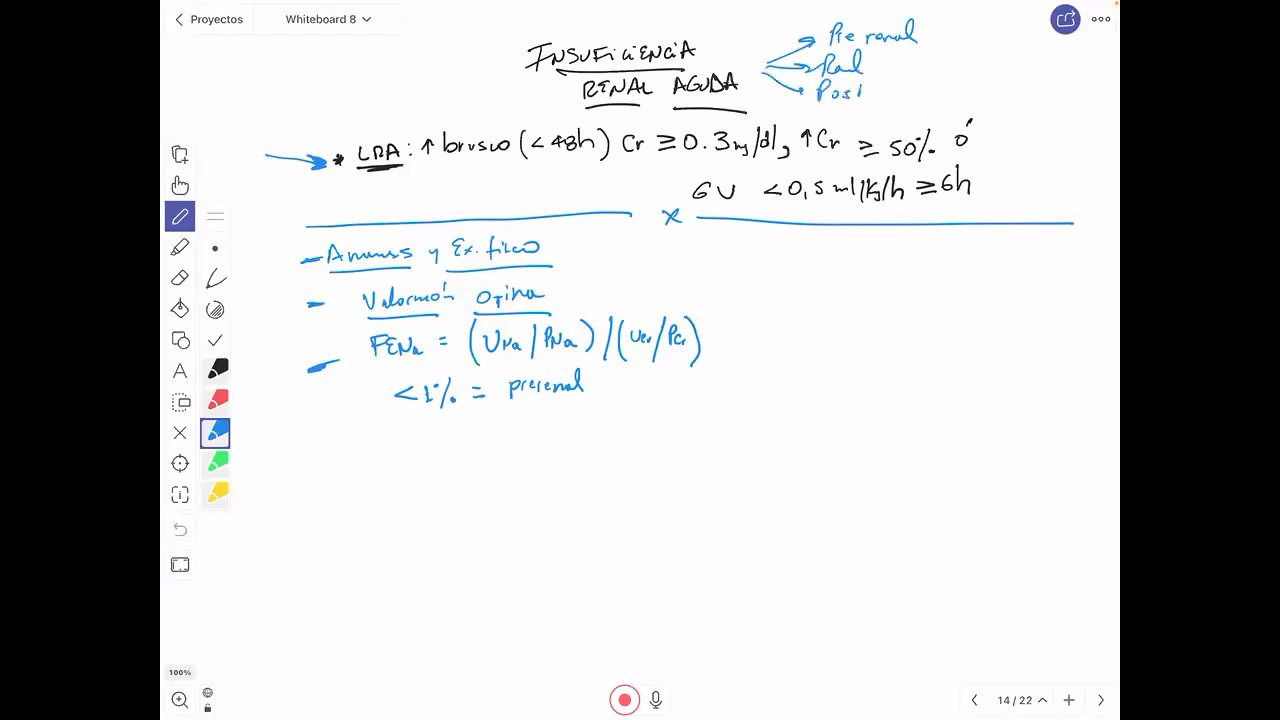 Proyectos
Whiteboard 8
INSUFICIENCIA
RENAL AGUDA
Pre renal
Renal
Post
* LRA: ↑ brusco (<48h) Cr ≥ 0.3 mg/dl, ↑ Cr ≥ 50% o
GU <0,5 ml/Kg/h ≥6h
x
- Anamnesis y Ex. físico
- Valoración orina
FENa = (UNa / PNa) / (UCr / PCr)
-
<1% = prerenal
100%
14 / 22